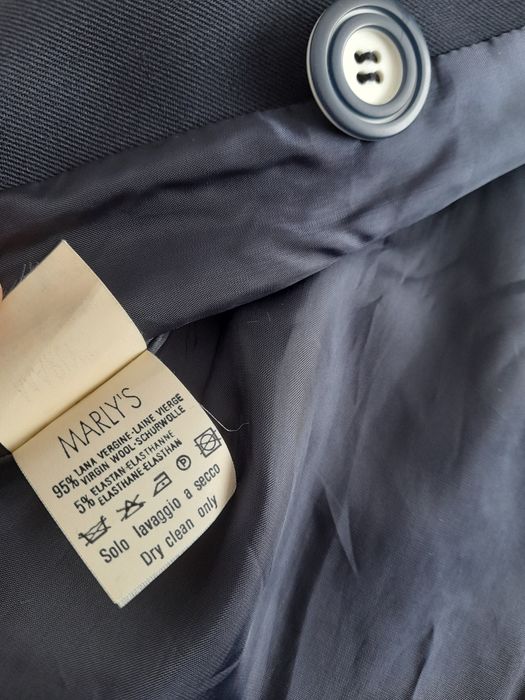 MARLY'S
95% LANA VERGINE-LAINE VIERGE
VIRGIN WOOL-SCHURWOLLE
5% ELASTAN-ELASTHANNE
ELASTHANE-ELASTHAN
P
Solo lavaggio a secco
Dry clean only